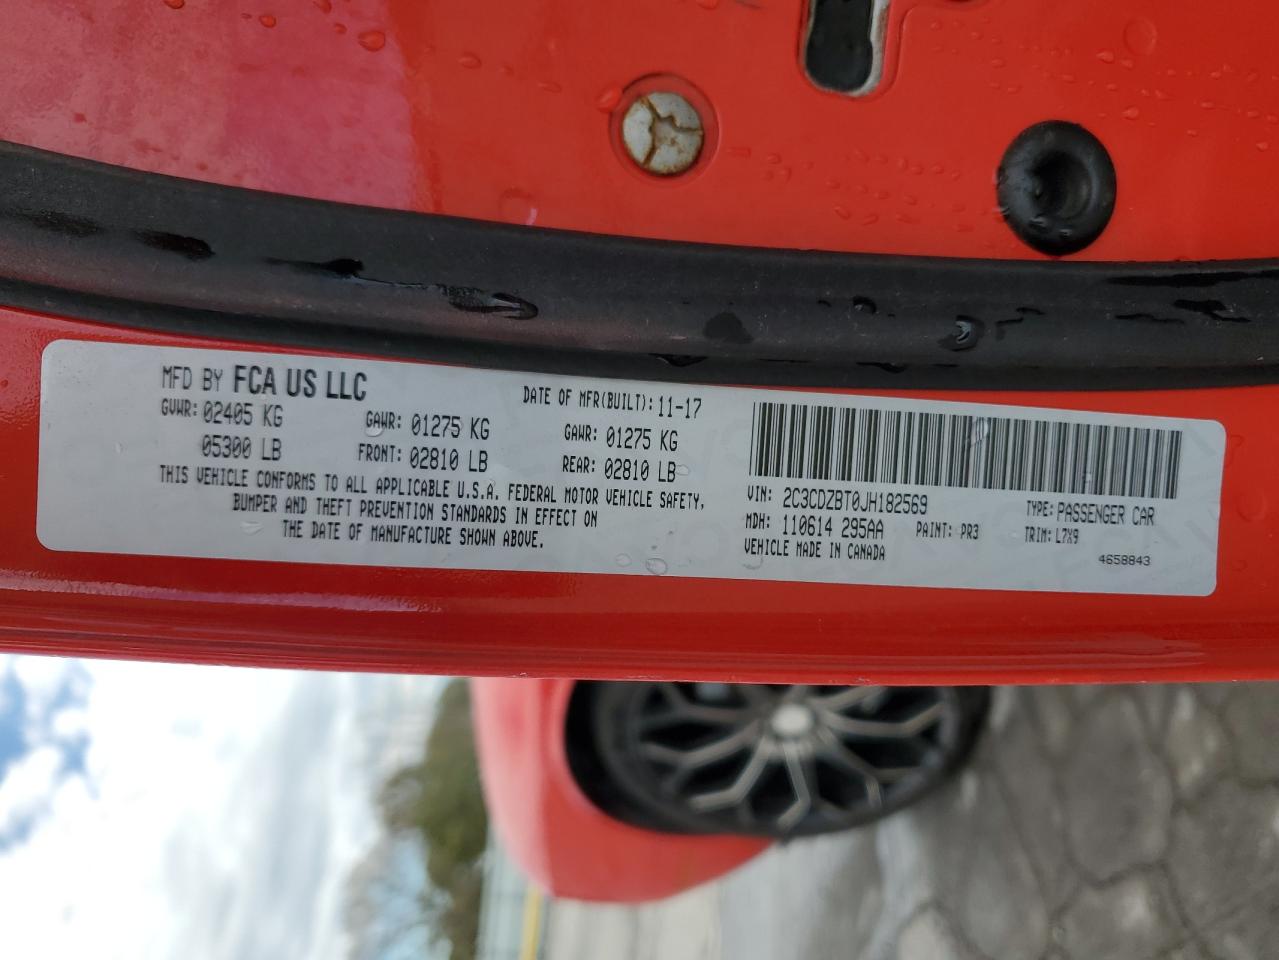 MFD BY FCA US LLC
DATE OF MFR(BUILT): 11-17
GVWR: 02405 KG
GAWR: 01275 KG
GAWR: 01275 KG
05300 LB
FRONT: 02810 LB
REAR: 02810 LB
THIS VEHICLE CONFORMS TO ALL APPLICABLE U.S.A. FEDERAL MOTOR VEHICLE SAFETY,
BUMPER AND THEFT PREVENTION STANDARDS IN EFFECT ON
THE DATE OF MANUFACTURE SHOWN ABOVE.
VIN: 2C3CDZBT0JH182569
TYPE: PASSENGER CAR
MDH: 110614 295AA
PAINT: PR3
TRIM: L7X9
VEHICLE MADE IN CANADA
4658843